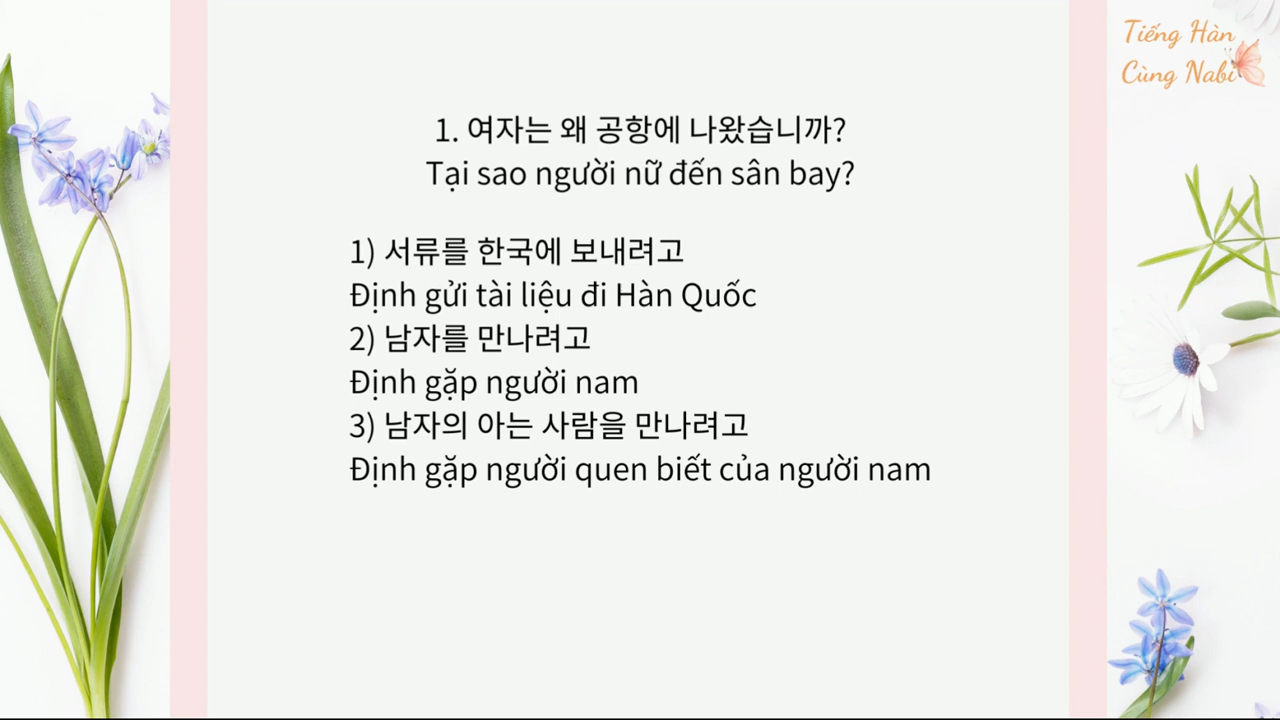 Tiếng Hàn
Cùng Nabi
1. 여자는 왜 공항에 나왔습니까?
Tại sao người nữ đến sân bay?
1) 서류를 한국에 보내려고
Định gửi tài liệu đi Hàn Quốc
2) 남자를 만나려고
Định gặp người nam
3) 남자의 아는 사람을 만나려고
Định gặp người quen biết của người nam